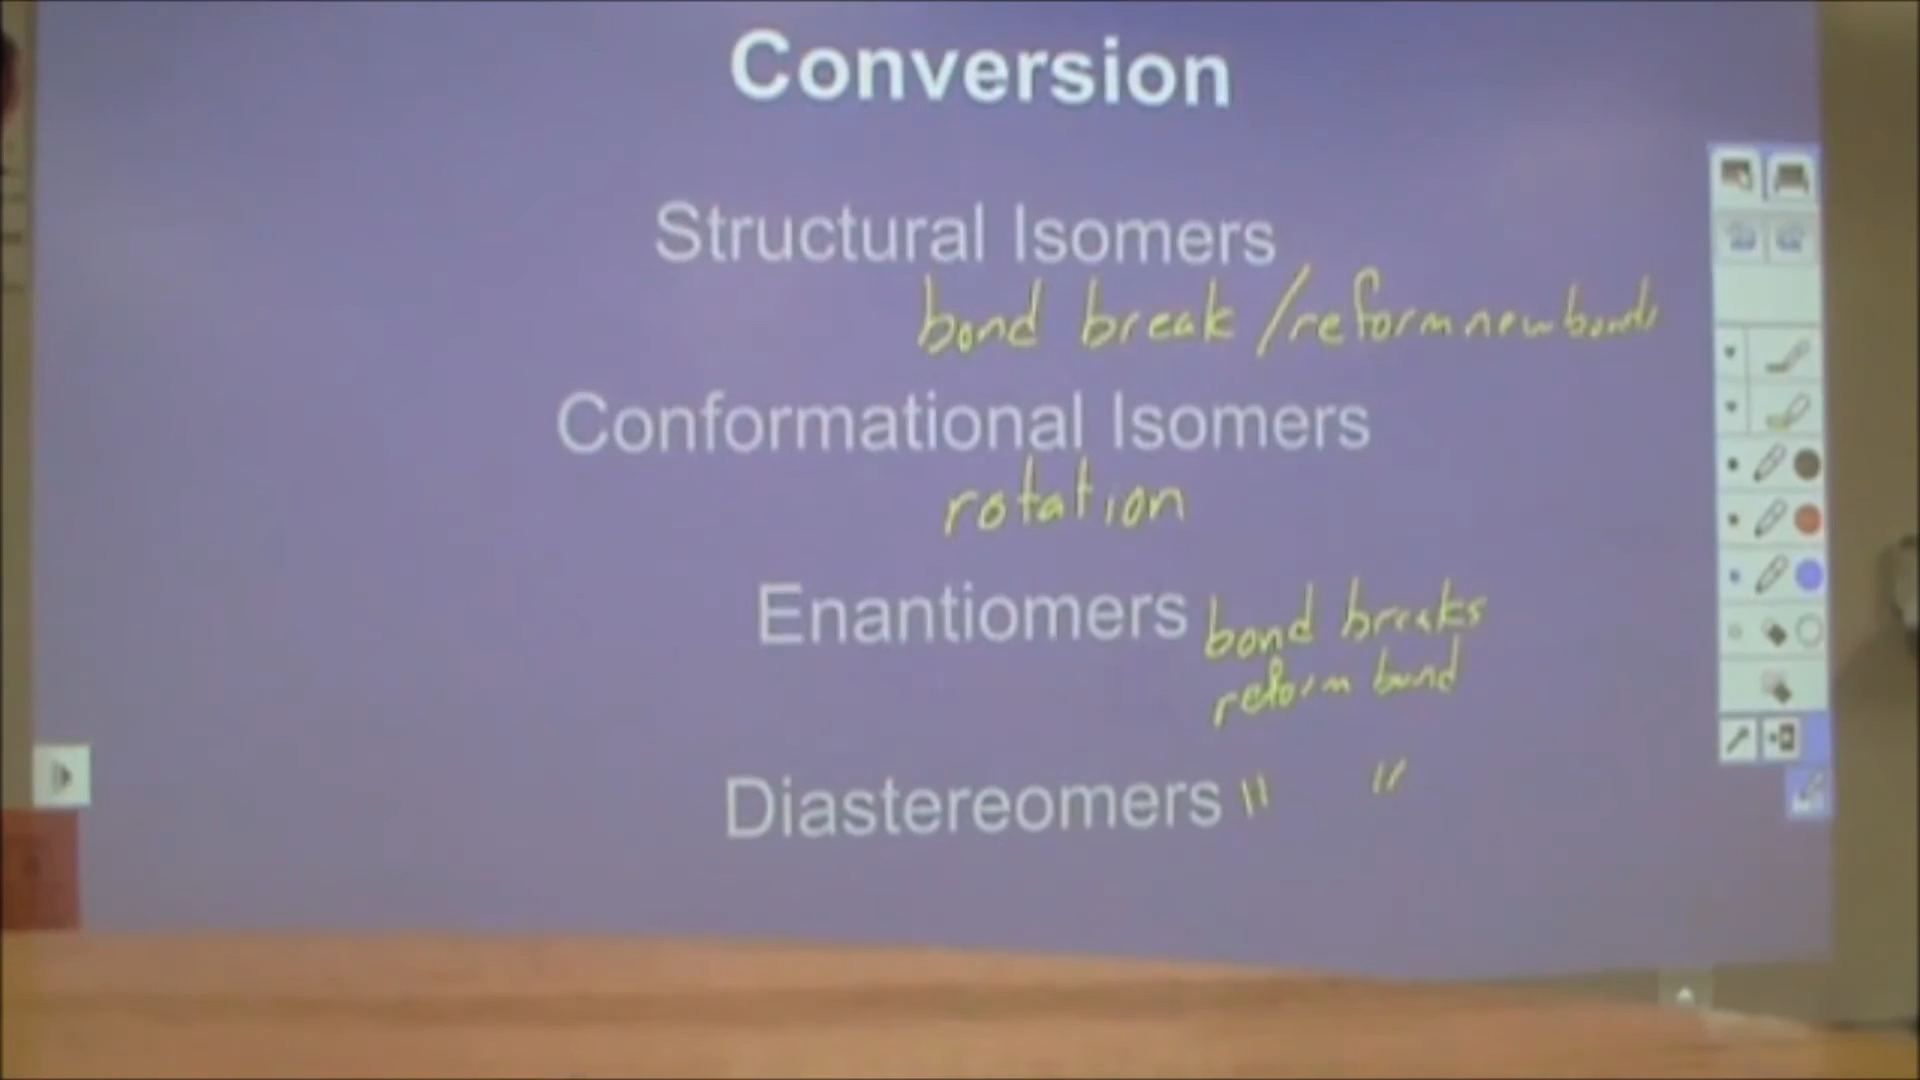 Conversion
Structural Isomers
bond break / reform new bonds
Conformational Isomers
rotation
Enantiomers bond breaks
reform bond
Diastereomers " "